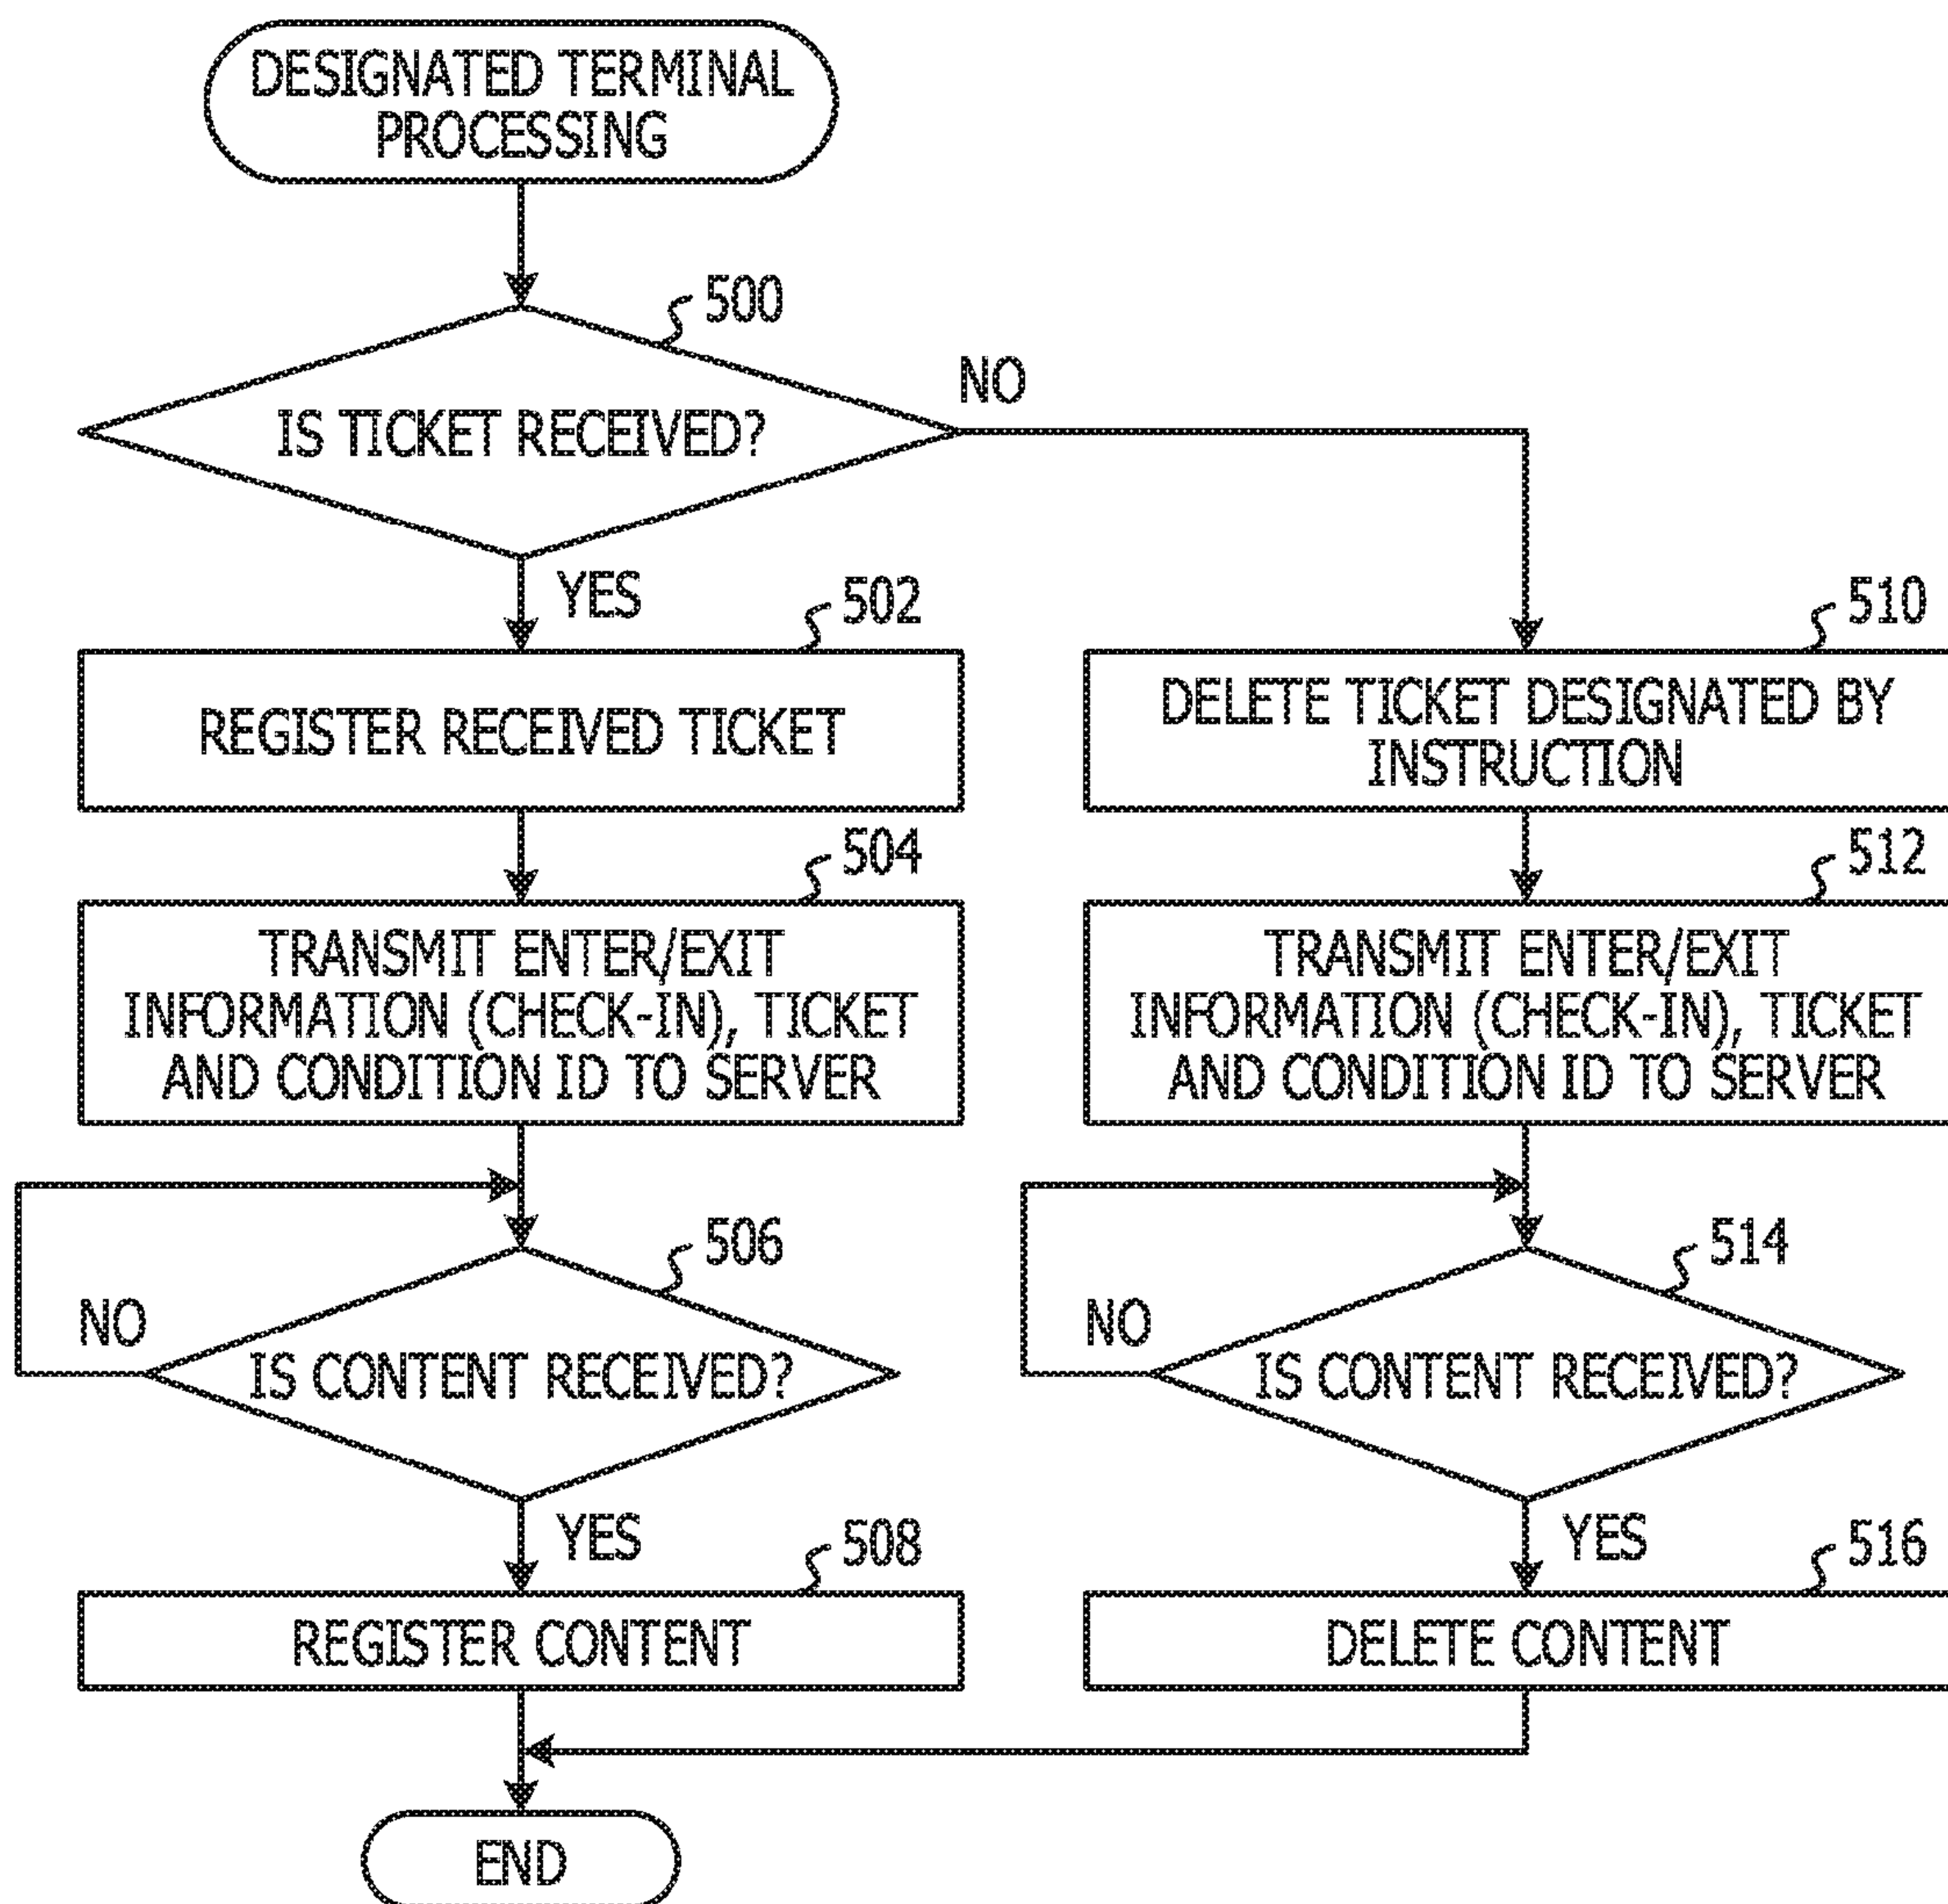 DESIGNATED TERMINAL
PROCESSING
500
IS TICKET RECEIVED?
NO
YES
502
REGISTER RECEIVED TICKET
504
TRANSMIT ENTER/EXIT
INFORMATION (CHECK-IN), TICKET
AND CONDITION ID TO SERVER
506
NO
IS CONTENT RECEIVED?
YES
508
REGISTER CONTENT
510
DELETE TICKET DESIGNATED BY
INSTRUCTION
512
TRANSMIT ENTER/EXIT
INFORMATION (CHECK-IN), TICKET
AND CONDITION ID TO SERVER
514
NO
IS CONTENT RECEIVED?
YES
516
DELETE CONTENT
END